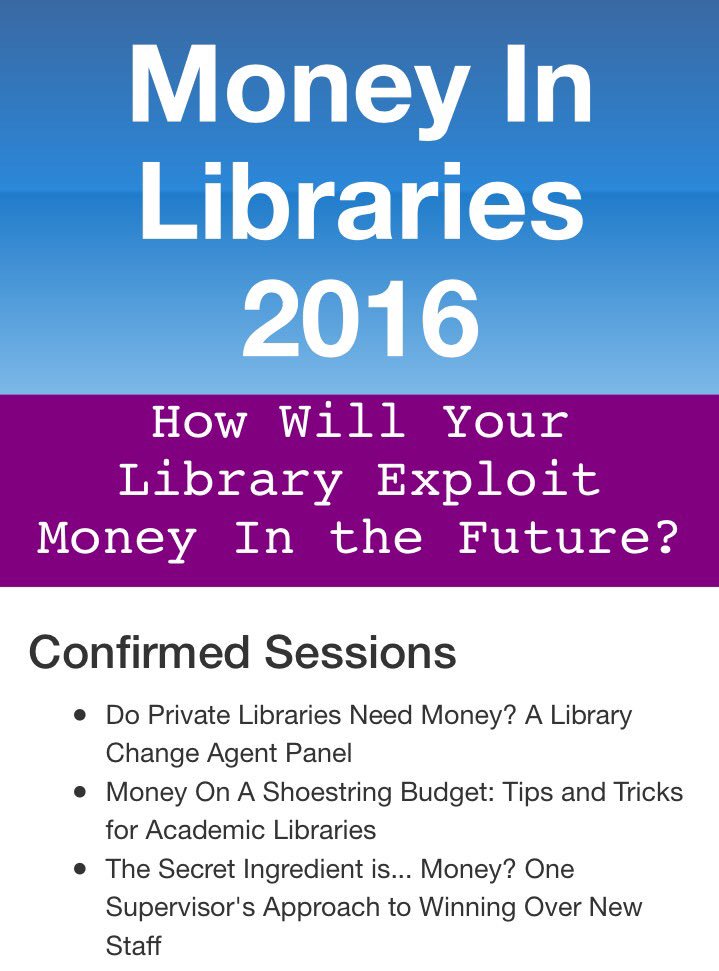 Money In
Libraries
2016
How Will Your
Library Exploit
Money In the Future?
Confirmed Sessions
• Do Private Libraries Need Money? A Library
Change Agent Panel
• Money On A Shoestring Budget: Tips and Tricks
for Academic Libraries
• The Secret Ingredient is... Money? One
Supervisor's Approach to Winning Over New
Staff